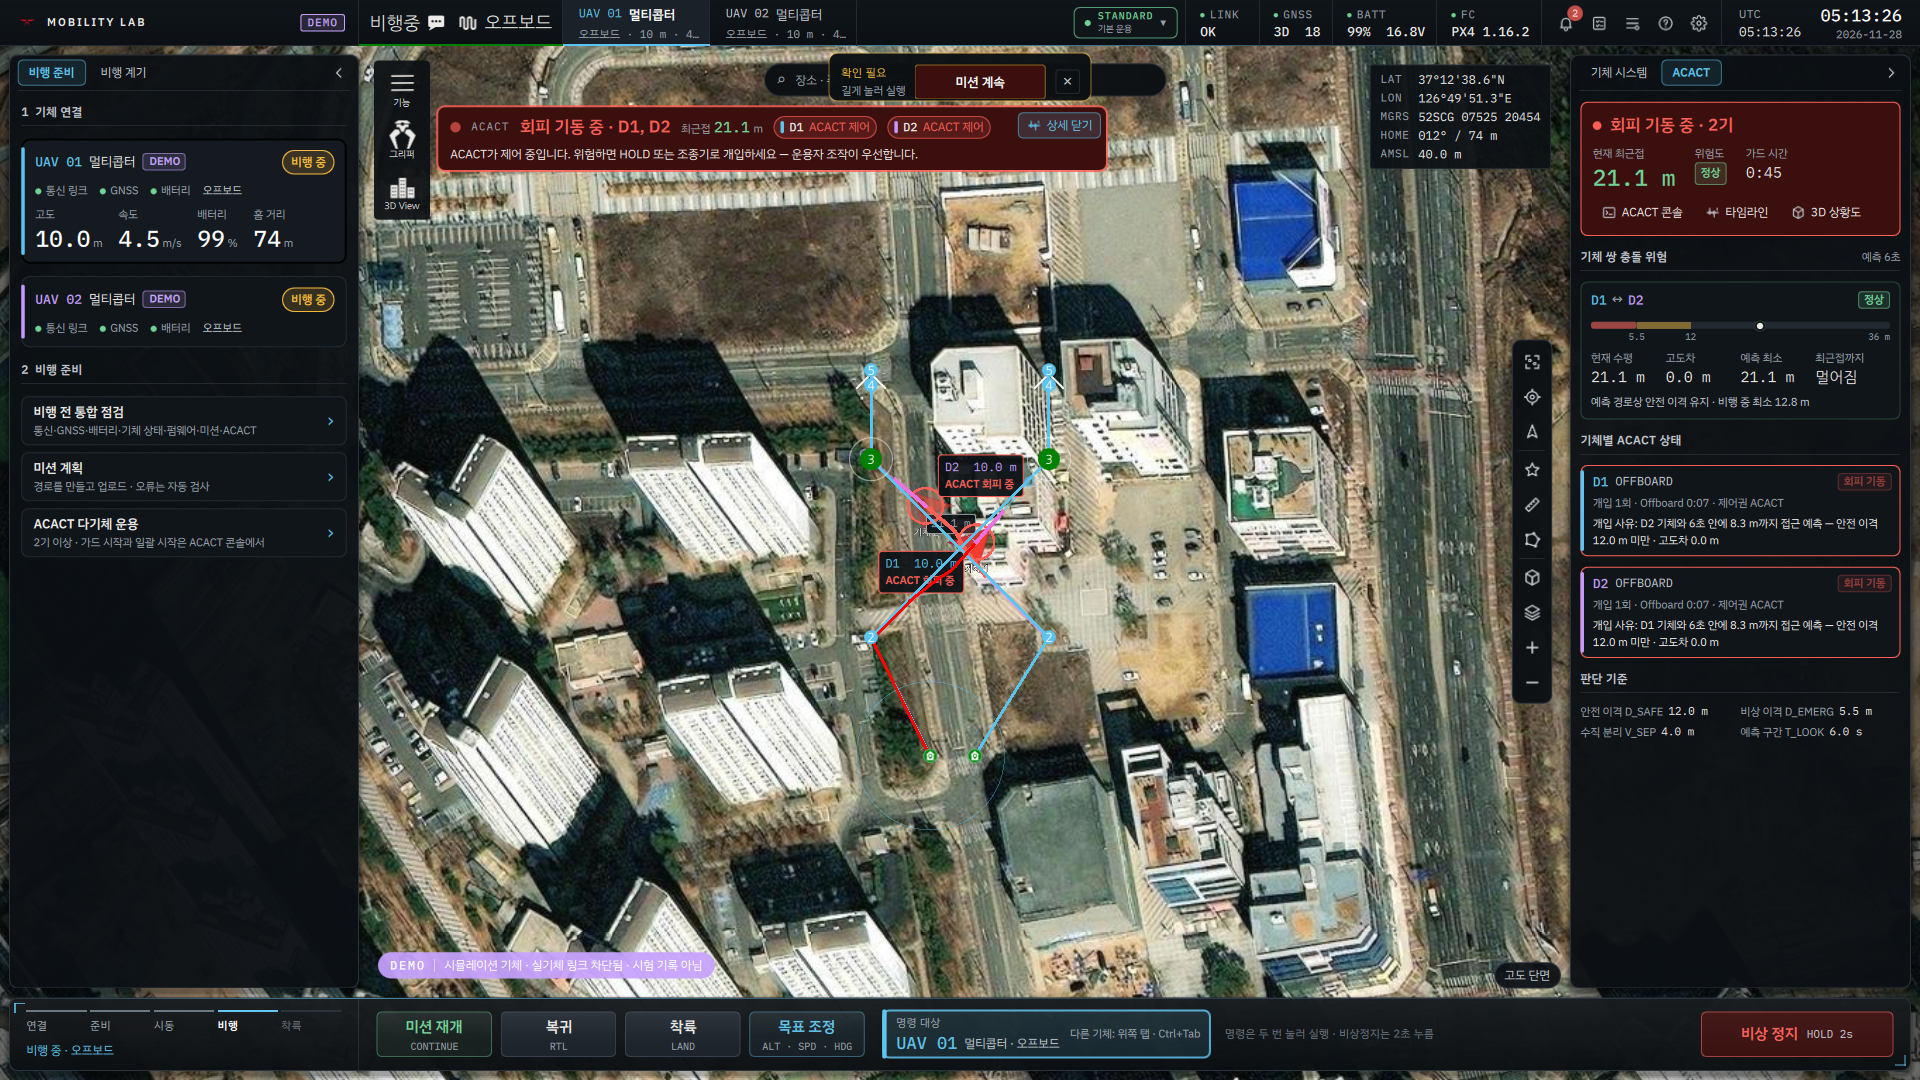 MOBILITY LAB
DEMO
비행중
오프보드
UAV 01 멀티콥터
오프보드 · 10 m · 4…
UAV 02 멀티콥터
오프보드 · 10 m · 4…
STANDARD
기본 운용
LINK
OK
GNSS
3D 18
BATT
99% 16.8V
FC
PX4 1.16.2
2
UTC
05:13:26
05:13:26
2026-11-28
비행 준비
비행 계기
1 기체 연결
UAV 01 멀티콥터 DEMO
비행 중
통신 링크 GNSS 배터리 오프보드
고도 속도 배터리 홈 거리
10.0 m 4.5 m/s 99 % 74 m
UAV 02 멀티콥터 DEMO
비행 중
통신 링크 GNSS 배터리 오프보드
2 비행 준비
비행 전 통합 점검
통신·GNSS·배터리·기체 상태·펌웨어·미션·ACACT
미션 계획
경로를 만들고 업로드 · 오류는 자동 검사
ACACT 다기체 운용
2기 이상 · 가드 시작과 일괄 시작은 ACACT 콘솔에서
기능
그리퍼
3D View
장소 ·
확인 필요
길게 눌러 실행
미션 계속
×
ACACT 회피 기동 중 · D1, D2 최근접 21.1 m D1 ACACT 제어 D2 ACACT 제어 상세 닫기
ACACT가 제어 중입니다. 위험하면 HOLD 또는 조종기로 개입하세요 — 운용자 조작이 우선합니다.
LAT 37°12'38.6"N
LON 126°49'51.3"E
MGRS 52SCG 07525 20454
HOME 012° / 74 m
AMSL 40.0 m
5
4
3
5
4
3
D2 10.0 m
ACACT 회피 중
D1 10.0 m
ACACT 회피 중
2
2
DEMO 시뮬레이션 기체 · 실기체 링크 차단됨 · 시험 기록 아님
고도 단면
기체 시스템
ACACT
회피 기동 중 · 2기
현재 최근접 위험도 가드 시간
21.1 m 정상 0:45
ACACT 콘솔 타임라인 3D 상황도
기체 쌍 충돌 위험 예측 6초
D1 ↔ D2 정상
5.5 12 36 m
현재 수평 고도차 예측 최소 최근접까지
21.1 m 0.0 m 21.1 m 멀어짐
예측 경로상 안전 이격 유지 · 비행 중 최소 12.8 m
기체별 ACACT 상태
D1 OFFBOARD 회피 기동
개입 1회 · Offboard 0:07 · 제어권 ACACT
개입 사유: D2 기체와 6초 안에 8.3 m까지 접근 예측 — 안전 이격
12.0 m 미만 · 고도차 0.0 m
D2 OFFBOARD 회피 기동
개입 1회 · Offboard 0:07 · 제어권 ACACT
개입 사유: D1 기체와 6초 안에 8.3 m까지 접근 예측 — 안전 이격
12.0 m 미만 · 고도차 0.0 m
판단 기준
안전 이격 D_SAFE 12.0 m 비상 이격 D_EMERG 5.5 m
수직 분리 V_SEP 4.0 m 예측 구간 T_LOOK 6.0 s
연결 준비 시동 비행 착륙
비행 중 · 오프보드
미션 재개
CONTINUE
복귀
RTL
착륙
LAND
목표 조정
ALT · SPD · HDG
명령 대상
UAV 01 멀티콥터 · 오프보드
다른 기체: 위쪽 탭 · Ctrl+Tab
명령은 두 번 눌러 실행 · 비상정지는 2초 누름
비상 정지 HOLD 2s